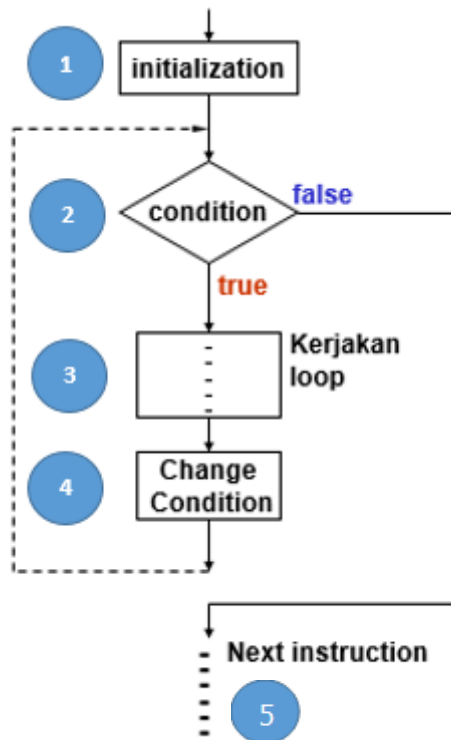 1
initialization
2
condition
false
true
3
Kerjakan
loop
4
Change
Condition
Next instruction
5